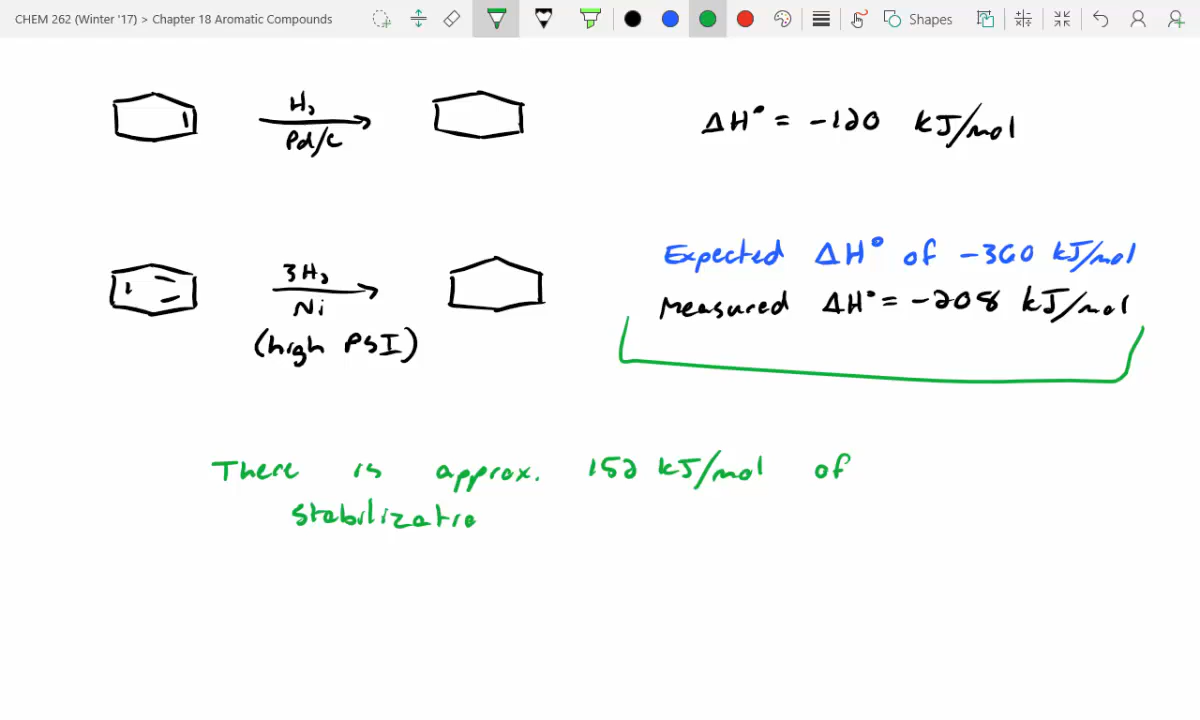 CHEM 262 (Winter '17) > Chapter 18 Aromatic Compounds
Shapes
H₂
Pd/C
ΔH° = -120 kJ/mol
3H₂
Ni
(high PSI)
Expected ΔH° of -360 kJ/mol
Measured ΔH° = -208 kJ/mol
There is approx. 152 kJ/mol of
stabilizatio